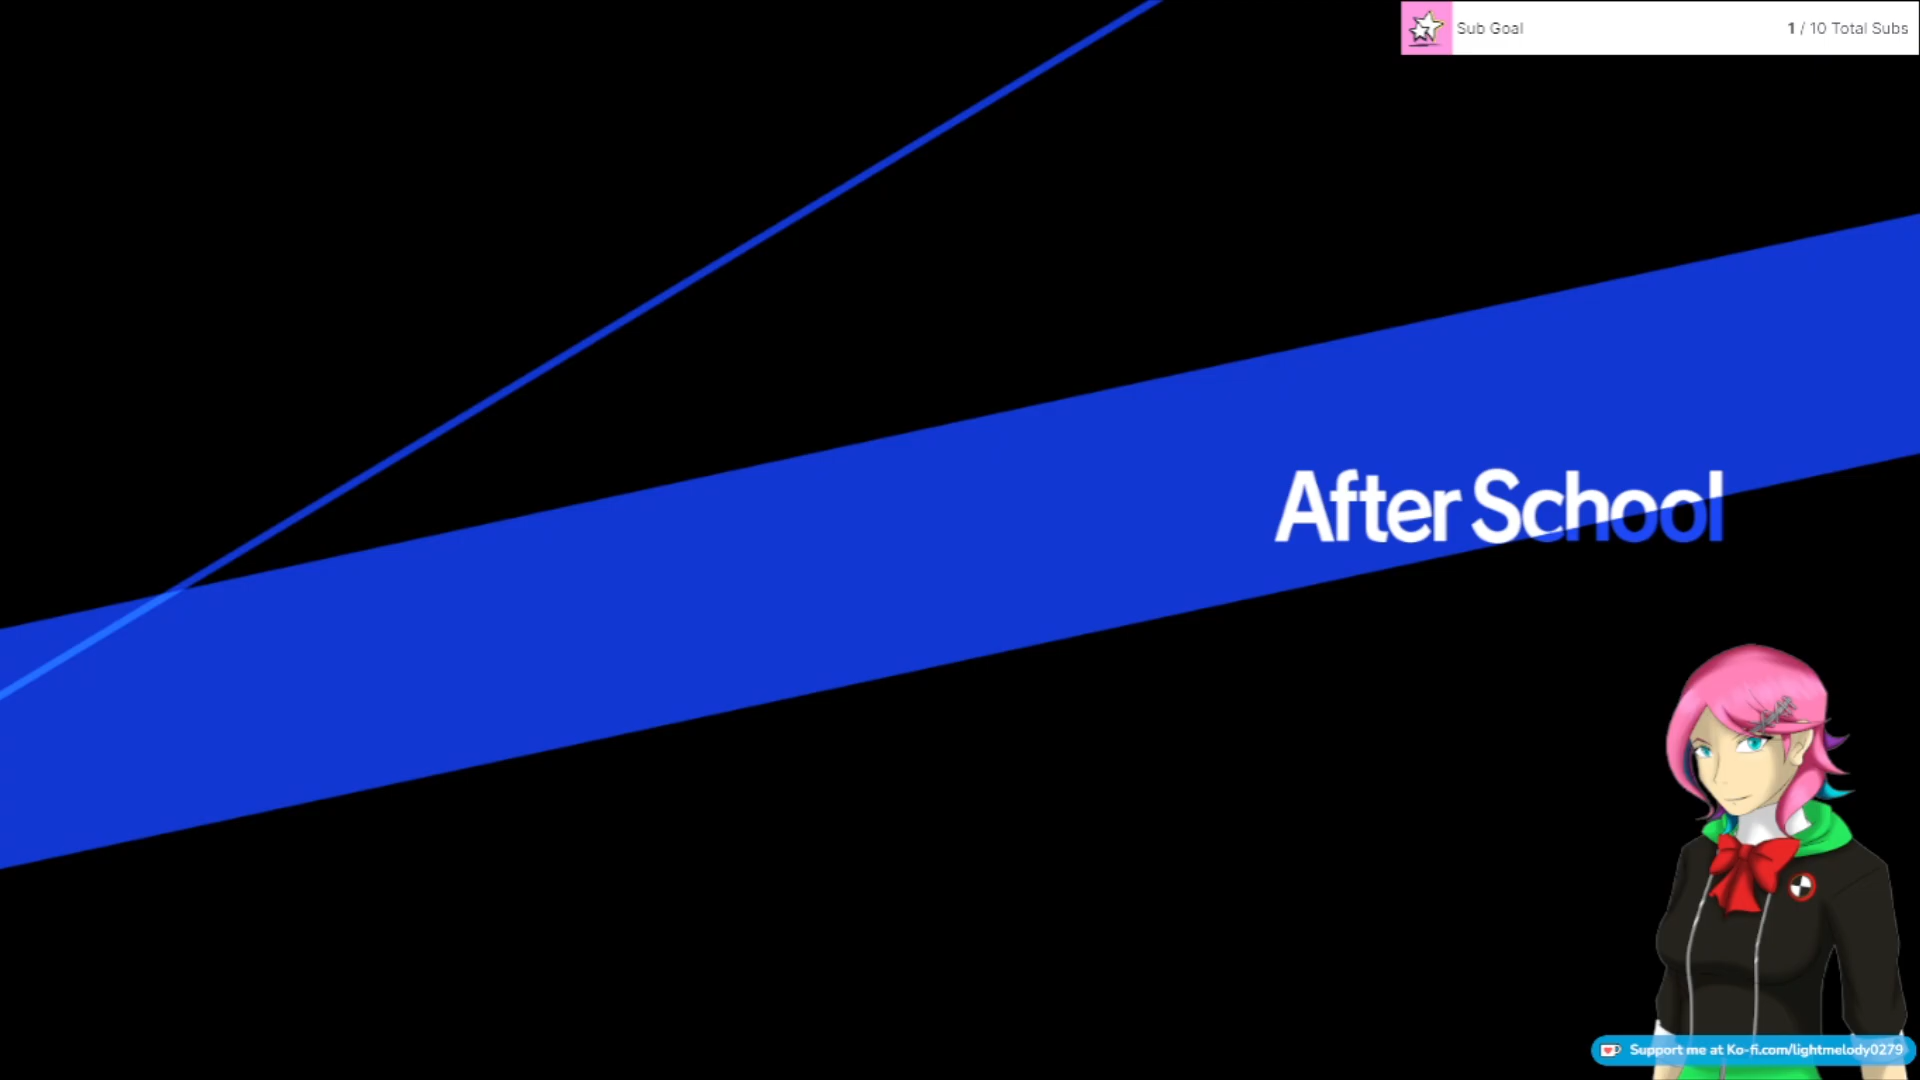 Sub Goal
1 / 10 Total Subs
After School
Support me at Ko-fi.com/lightmelody0279